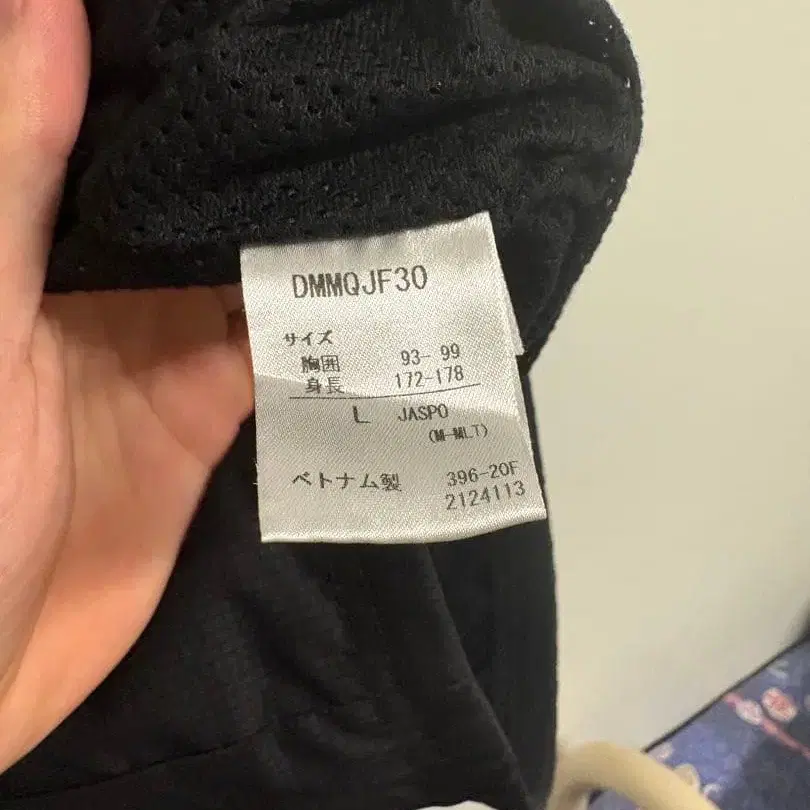 DMMQJF30
サイズ
胸囲 93- 99
身長 172-178
L JASPO
(M-MLT)
ベトナム製 396-20F
2124113